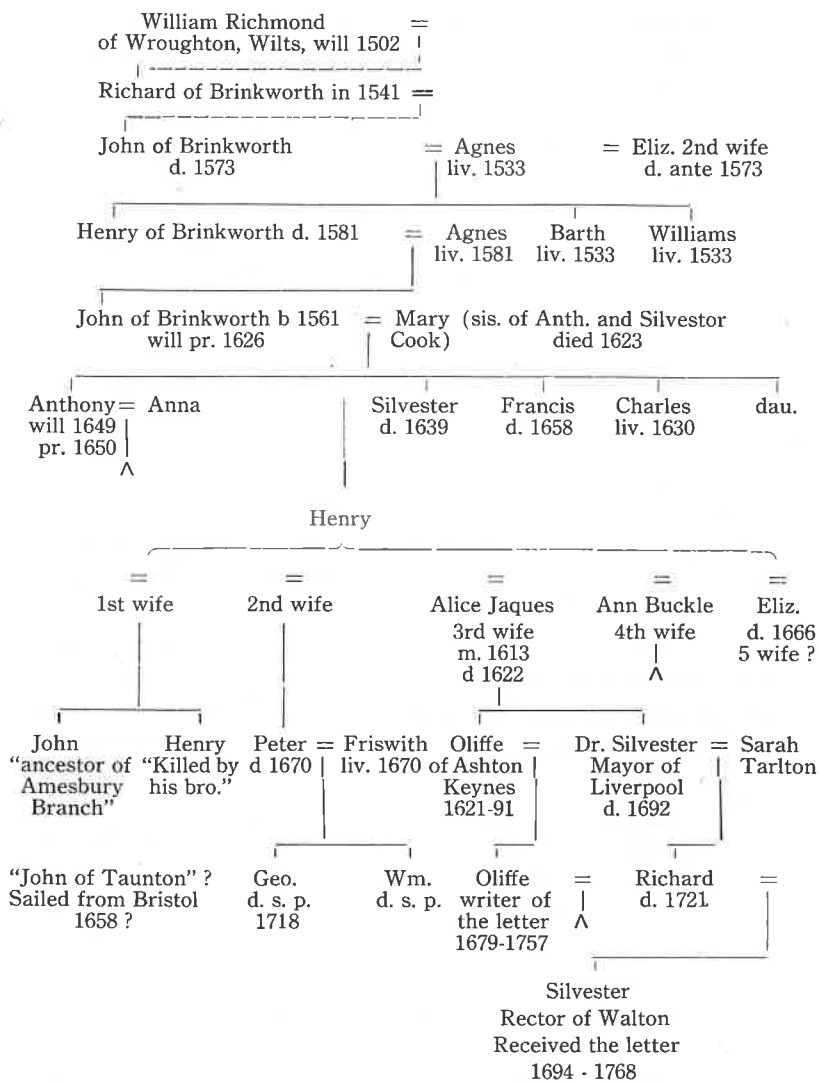 William Richmond =
of Wroughton, Wilts, will 1502
Richard of Brinkworth in 1541 =
John of Brinkworth = Agnes = Eliz. 2nd wife
d. 1573 liv. 1533 d. ante 1573
Henry of Brinkworth d. 1581 = Agnes Barth Williams
liv. 1581 liv. 1533 liv. 1533
John of Brinkworth b 1561 = Mary (sis. of Anth. and Silvestor
will pr. 1626 Cook) died 1623
Anthony = Anna Silvester Francis Charles dau.
will 1649 d. 1639 d. 1658 liv. 1630
pr. 1650
Henry
= = = = =
1st wife 2nd wife Alice Jaques Ann Buckle Eliz.
3rd wife 4th wife d. 1666
m. 1613 5 wife ?
d 1622
John Henry Peter = Friswith Oliffe = Dr. Silvester = Sarah
"ancestor of "Killed by d 1670 liv. 1670 of Ashton Mayor of Tarlton
Amesbury his bro." Keynes Liverpool
Branch" 1621-91 d. 1692
"John of Taunton" ? Geo. Wm. Oliffe = Richard =
Sailed from Bristol d. s. p. d. s. p. writer of d. 1721
1658 ? 1718 the letter
1679-1757
Silvester
Rector of Walton
Received the letter
1694 - 1768